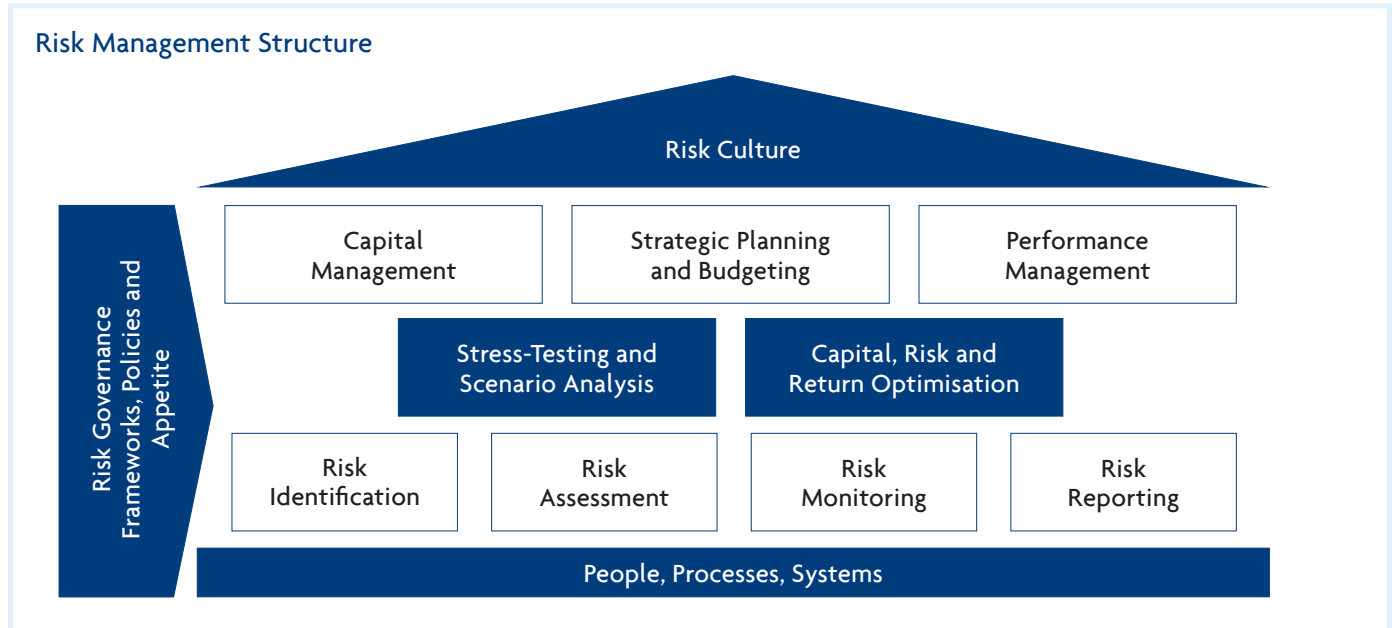 Risk Management Structure
Risk Culture
Risk Governance
Frameworks, Policies and
Appetite
Capital
Management
Strategic Planning
and Budgeting
Performance
Management
Stress-Testing and
Scenario Analysis
Capital, Risk and
Return Optimisation
Risk
Identification
Risk
Assessment
Risk
Monitoring
Risk
Reporting
People, Processes, Systems